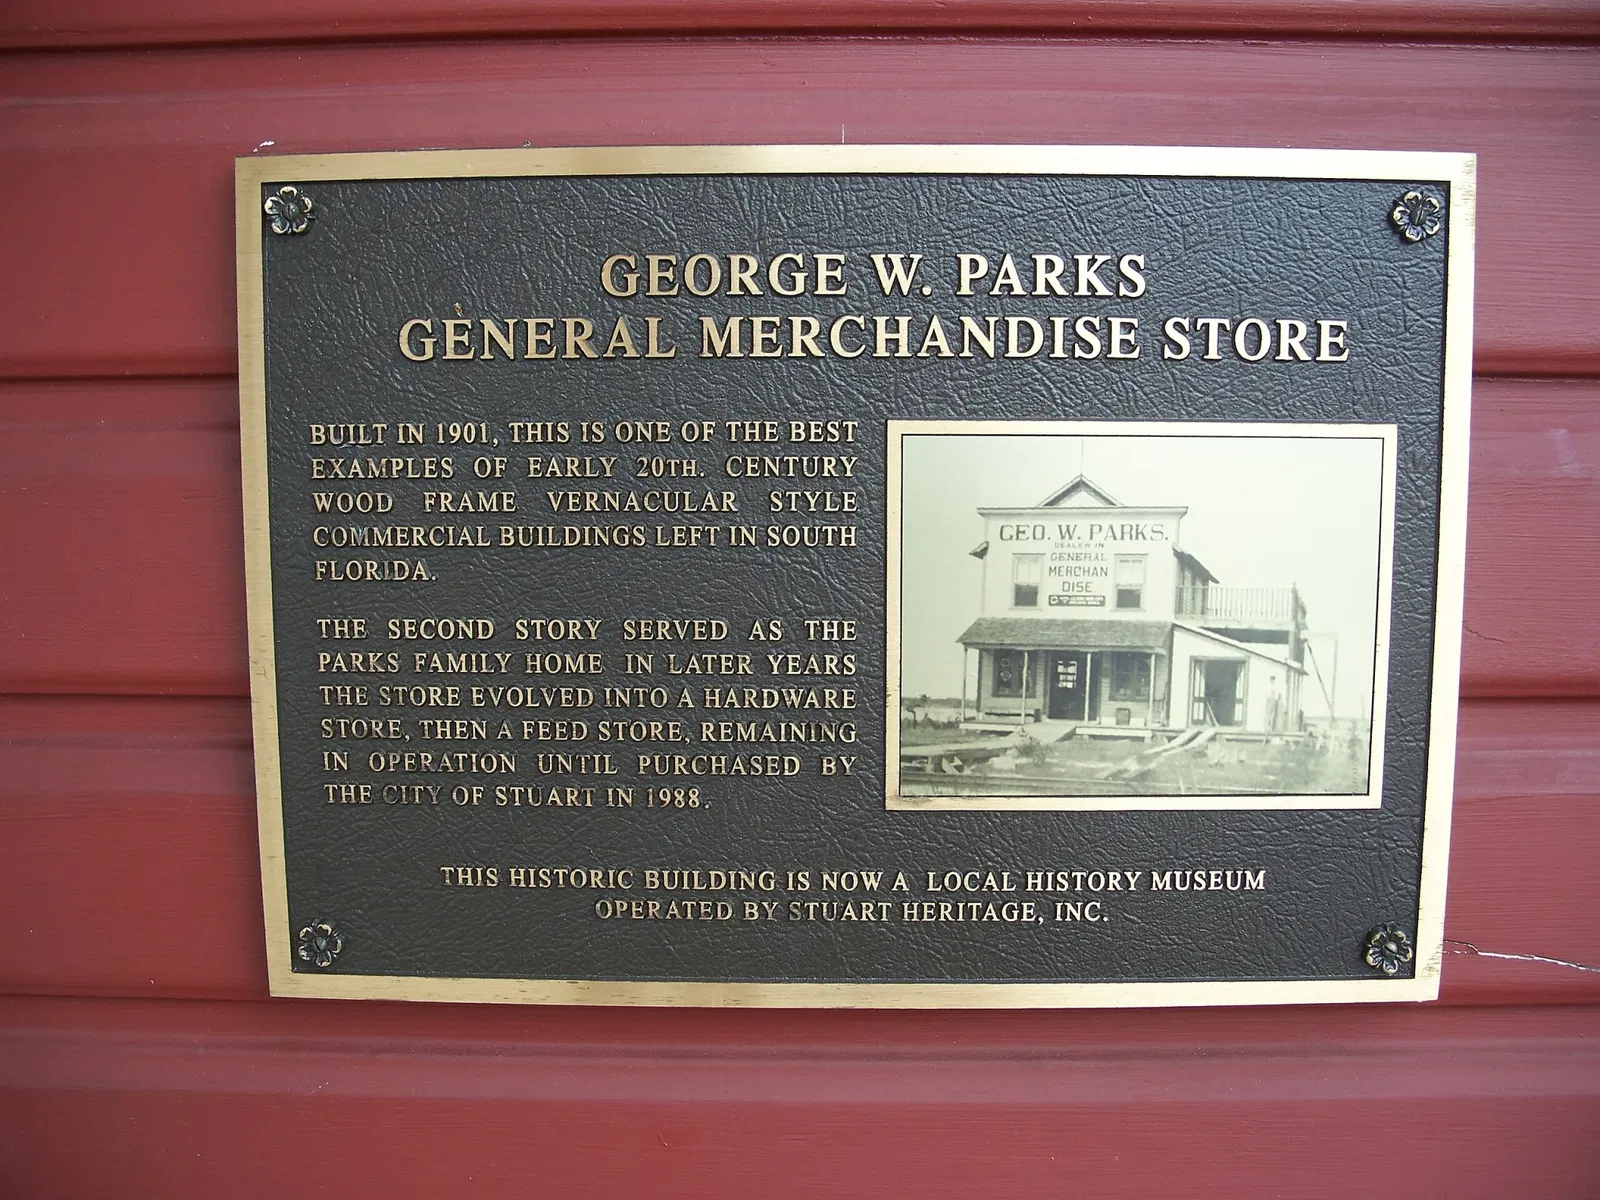 GEORGE W. PARKS
GENERAL MERCHANDISE STORE
BUILT IN 1901, THIS IS ONE OF THE BEST
EXAMPLES OF EARLY 20TH. CENTURY
WOOD FRAME VERNACULAR STYLE
COMMERCIAL BUILDINGS LEFT IN SOUTH
FLORIDA.
THE SECOND STORY SERVED AS THE
PARKS FAMILY HOME IN LATER YEARS
THE STORE EVOLVED INTO A HARDWARE
STORE, THEN A FEED STORE, REMAINING
IN OPERATION UNTIL PURCHASED BY
THE CITY OF STUART IN 1988.
GEO. W. PARKS.
DEALER IN
GENERAL
MERCHAN
DISE
THIS HISTORIC BUILDING IS NOW A LOCAL HISTORY MUSEUM
OPERATED BY STUART HERITAGE, INC.